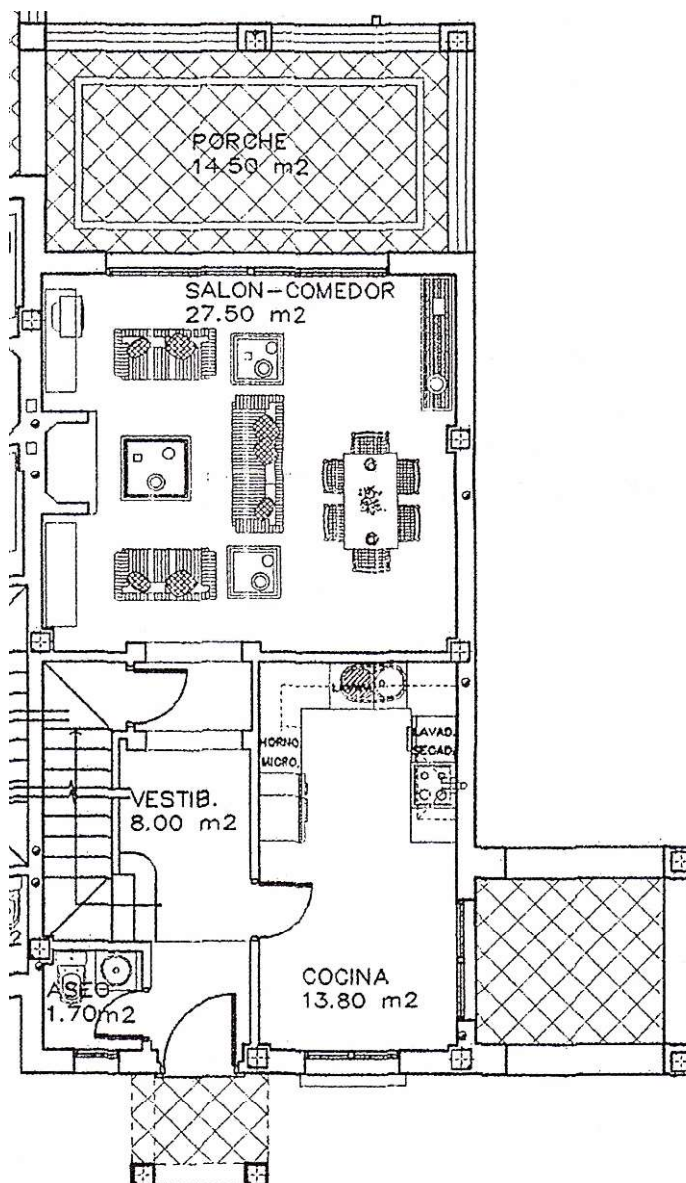 PORCHE
14.50 m2
SALON-COMEDOR
27.50 m2
HORNO
MICRO.
LAVAD.
SECAD.
VESTIB.
8.00 m2
COCINA
13.80 m2
ASEO
1.70m2